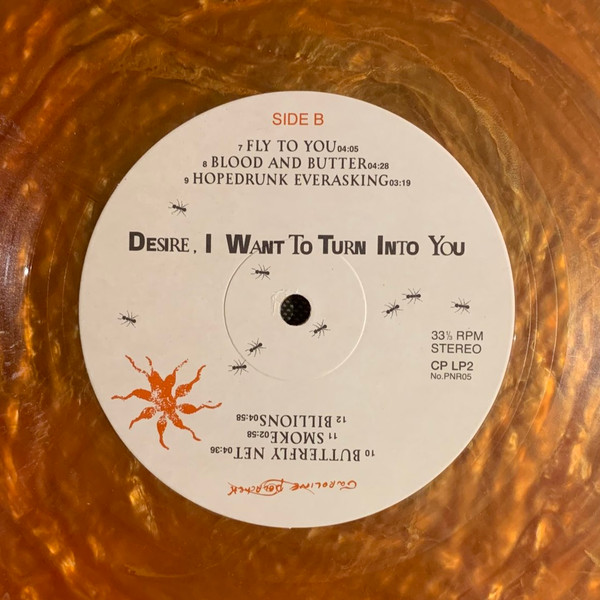 SIDE B
7 FLY TO YOU 04:05
8 BLOOD AND BUTTER 04:28
9 HOPEDRUNK EVERASKING 03:19
DESIRE, I WANT TO TURN INTO YOU
33⅓ RPM
STEREO
CP LP2
No.PNR05
10 BUTTERFLY NET 04:36
11 SMOKE 02:58
12 BILLIONS 04:58
CAROLINE POLACHEK